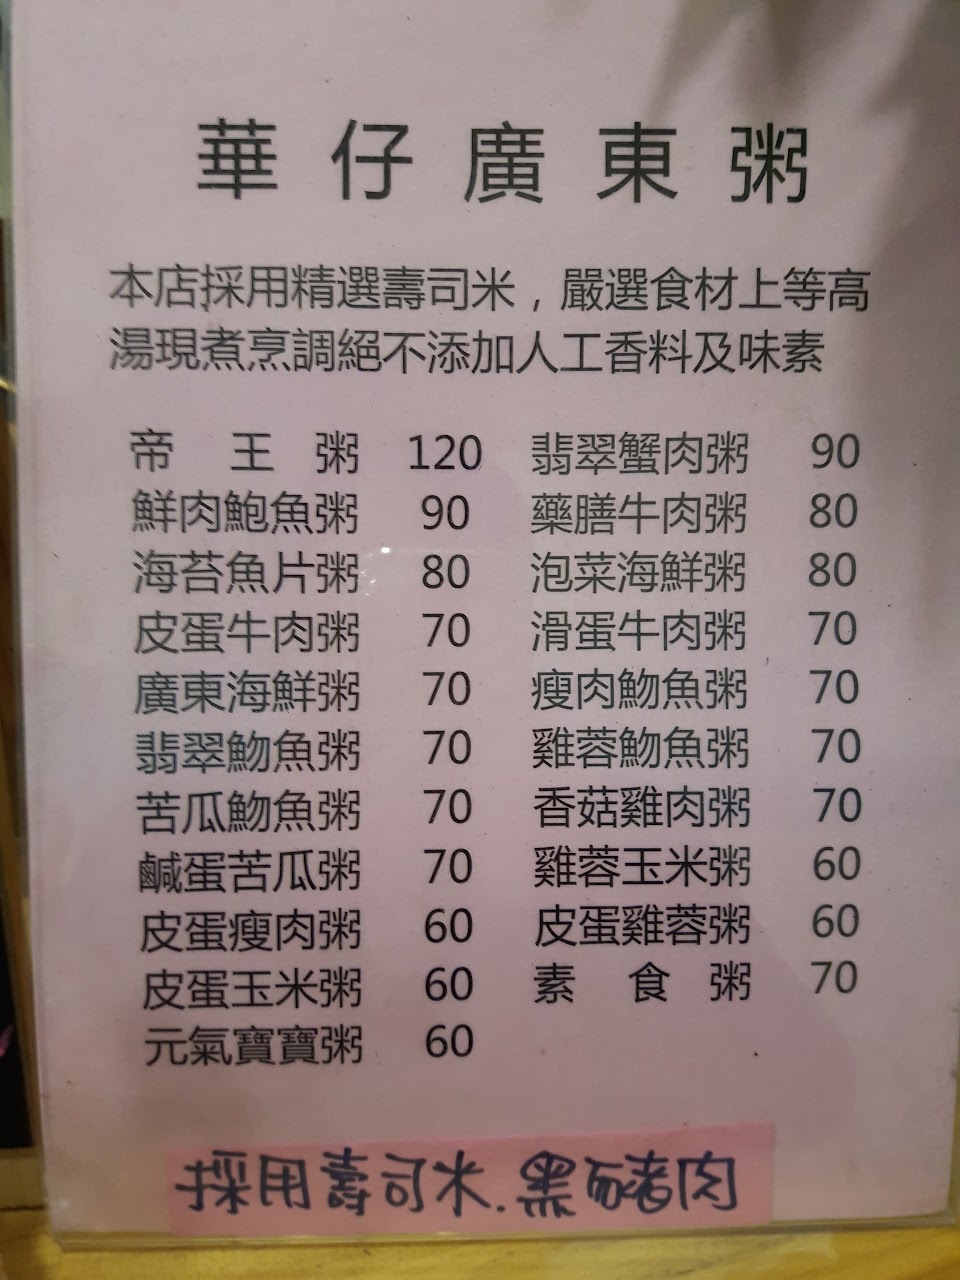 華仔廣東粥
本店採用精選壽司米，嚴選食材上等高
湯現煮烹調絕不添加人工香料及味素
帝王粥 120 翡翠蟹肉粥 90
鮮肉鮑魚粥 90 藥膳牛肉粥 80
海苔魚片粥 80 泡菜海鮮粥 80
皮蛋牛肉粥 70 滑蛋牛肉粥 70
廣東海鮮粥 70 瘦肉魩魚粥 70
翡翠魩魚粥 70 雞蓉魩魚粥 70
苦瓜魩魚粥 70 香菇雞肉粥 70
鹹蛋苦瓜粥 70 雞蓉玉米粥 60
皮蛋瘦肉粥 60 皮蛋雞蓉粥 60
皮蛋玉米粥 60 素食粥 70
元氣寶寶粥 60
採用壽司米.黑豬肉